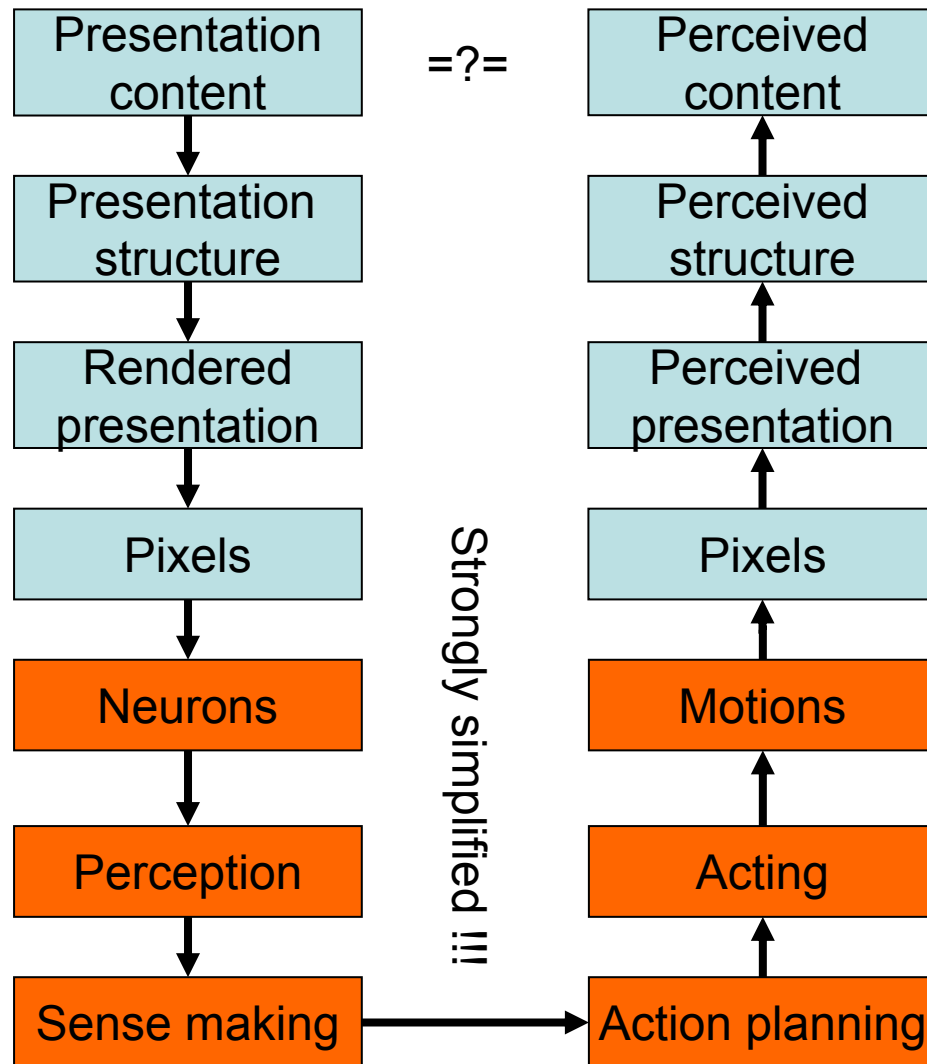 Presentation
content
=?=
Perceived
content
Presentation
structure
Perceived
structure
Rendered
presentation
Perceived
presentation
Pixels
Pixels
Strongly simplified !!!
Neurons
Motions
Perception
Acting
Sense making
Action planning